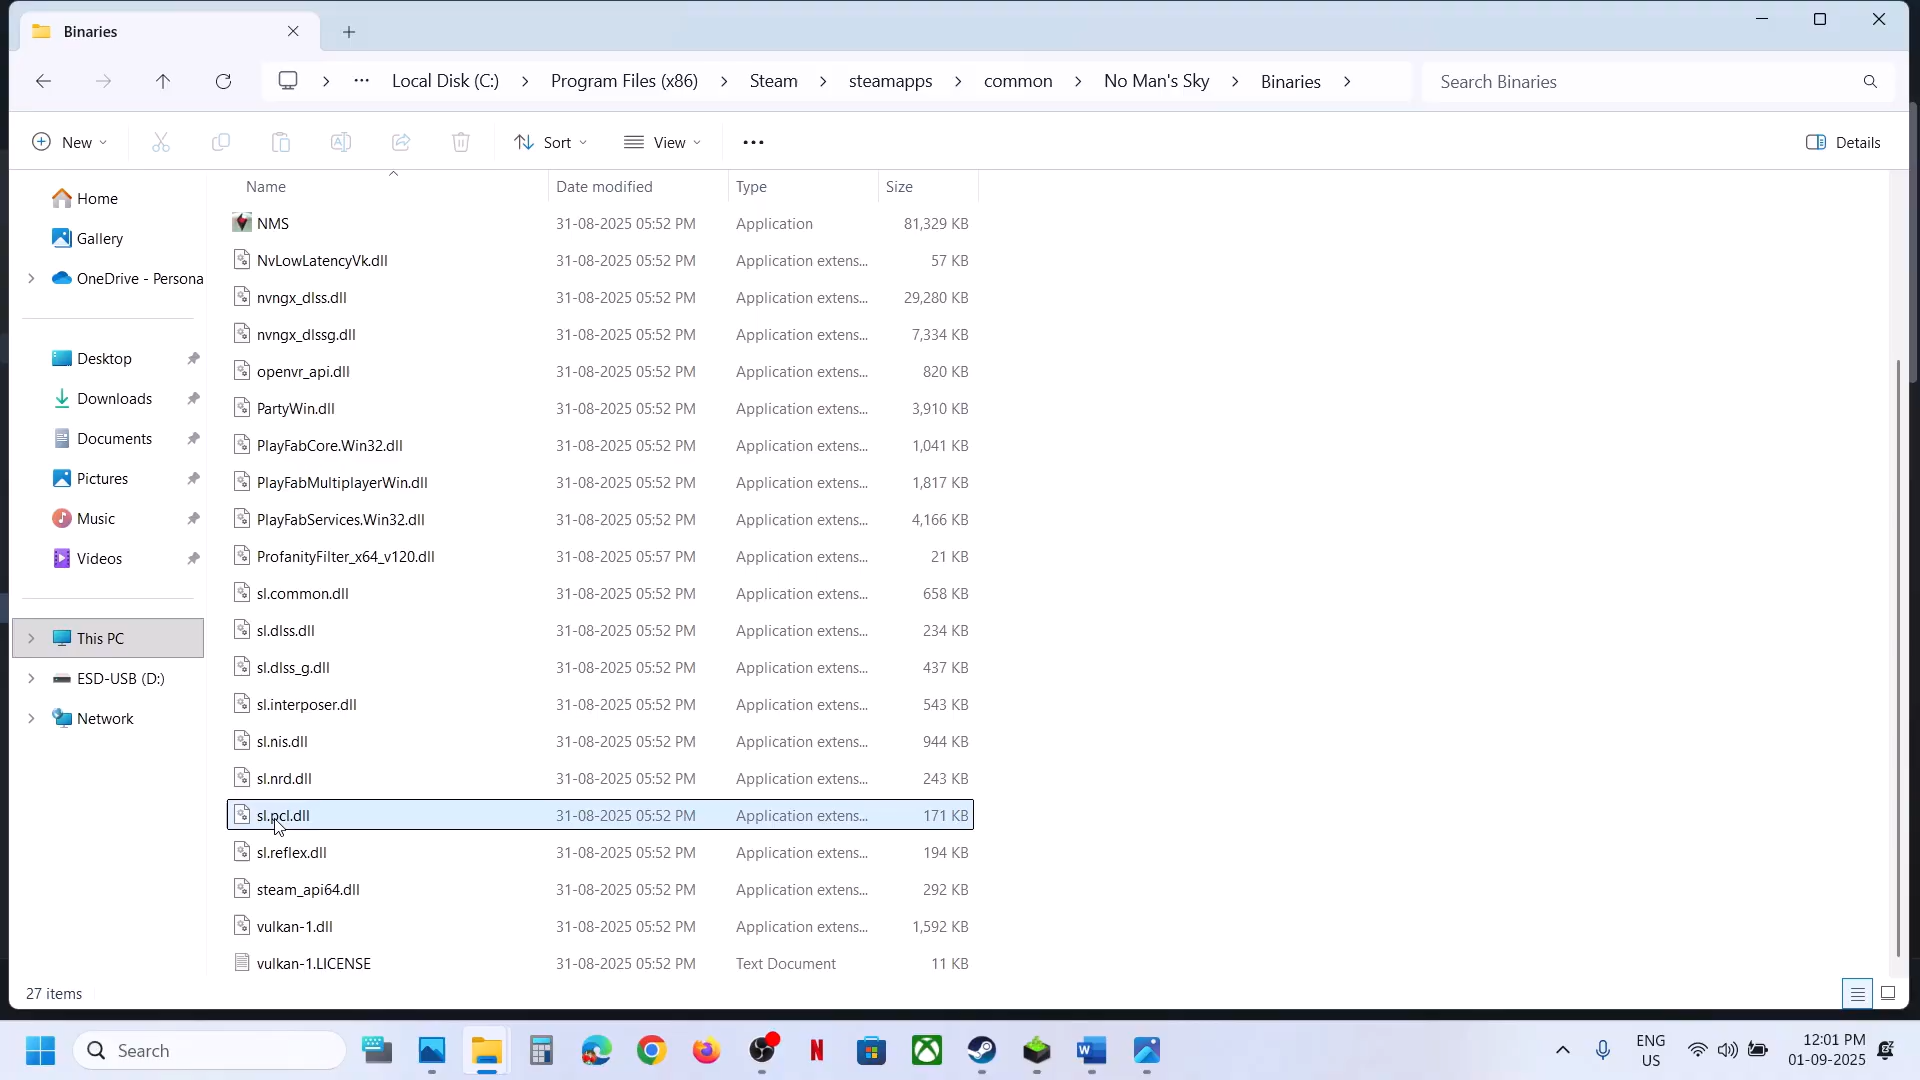 Binaries
Local Disk (C:) Program Files (x86) Steam steamapps common No Man's Sky Binaries
Search Binaries
New Sort View Details
Name Date modified Type Size
Home
Gallery
OneDrive - Persona
Desktop
Downloads
Documents
Pictures
Music
Videos
This PC
ESD-USB (D:)
Network
NMS 31-08-2025 05:52 PM Application 81,329 KB
NvLowLatencyVk.dll 31-08-2025 05:52 PM Application extens... 57 KB
nvngx_dlss.dll 31-08-2025 05:52 PM Application extens... 29,280 KB
nvngx_dlssg.dll 31-08-2025 05:52 PM Application extens... 7,334 KB
openvr_api.dll 31-08-2025 05:52 PM Application extens... 820 KB
PartyWin.dll 31-08-2025 05:52 PM Application extens... 3,910 KB
PlayFabCore.Win32.dll 31-08-2025 05:52 PM Application extens... 1,041 KB
PlayFabMultiplayerWin.dll 31-08-2025 05:52 PM Application extens... 1,817 KB
PlayFabServices.Win32.dll 31-08-2025 05:52 PM Application extens... 4,166 KB
ProfanityFilter_x64_v120.dll 31-08-2025 05:57 PM Application extens... 21 KB
sl.common.dll 31-08-2025 05:52 PM Application extens... 658 KB
sl.dlss.dll 31-08-2025 05:52 PM Application extens... 234 KB
sl.dlss_g.dll 31-08-2025 05:52 PM Application extens... 437 KB
sl.interposer.dll 31-08-2025 05:52 PM Application extens... 543 KB
sl.nis.dll 31-08-2025 05:52 PM Application extens... 944 KB
sl.nrd.dll 31-08-2025 05:52 PM Application extens... 243 KB
sl.pcl.dll 31-08-2025 05:52 PM Application extens... 171 KB
sl.reflex.dll 31-08-2025 05:52 PM Application extens... 194 KB
steam_api64.dll 31-08-2025 05:52 PM Application extens... 292 KB
vulkan-1.dll 31-08-2025 05:52 PM Application extens... 1,592 KB
vulkan-1.LICENSE 31-08-2025 05:52 PM Text Document 11 KB
27 items
Search
ENG
US
12:01 PM
01-09-2025